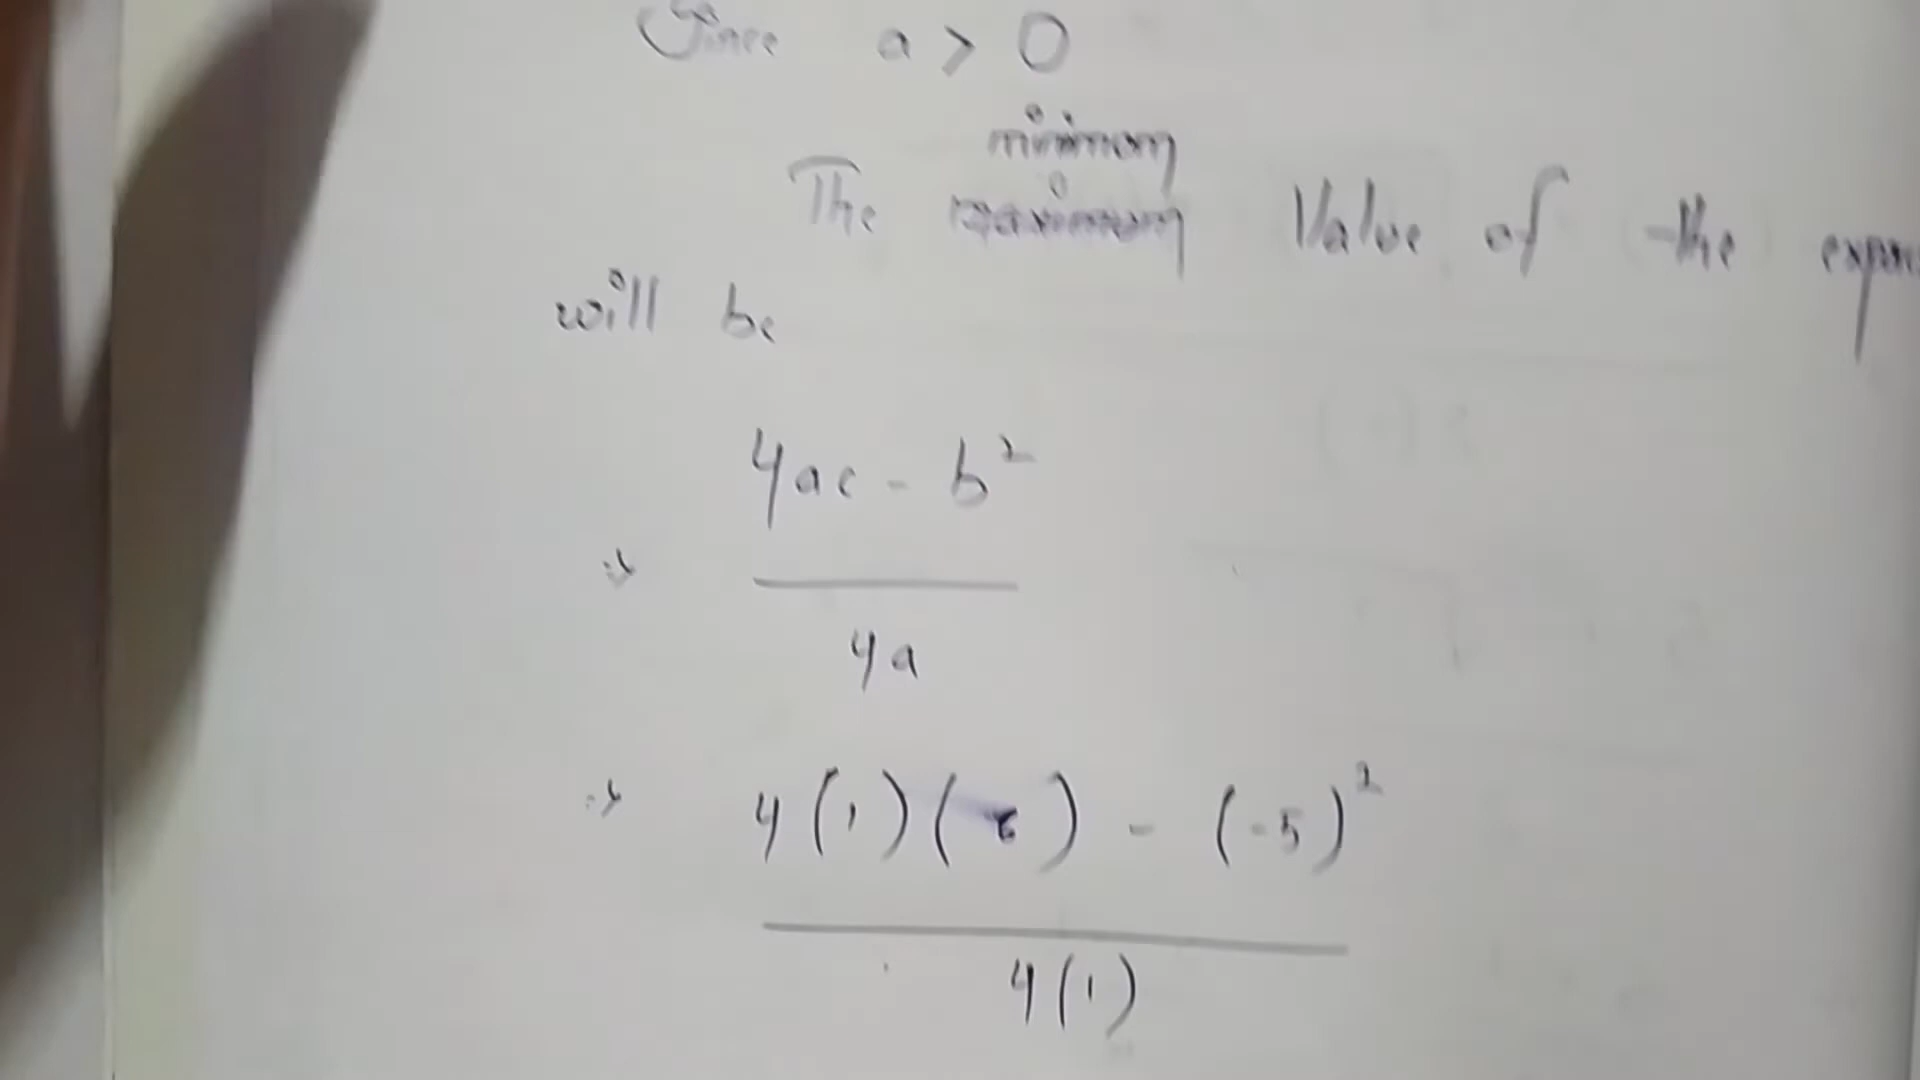 Since a > 0
minimum
The maximum Value of the
will be
4ac - b²
4a
4(1)(6) - (-5)²
4(1)